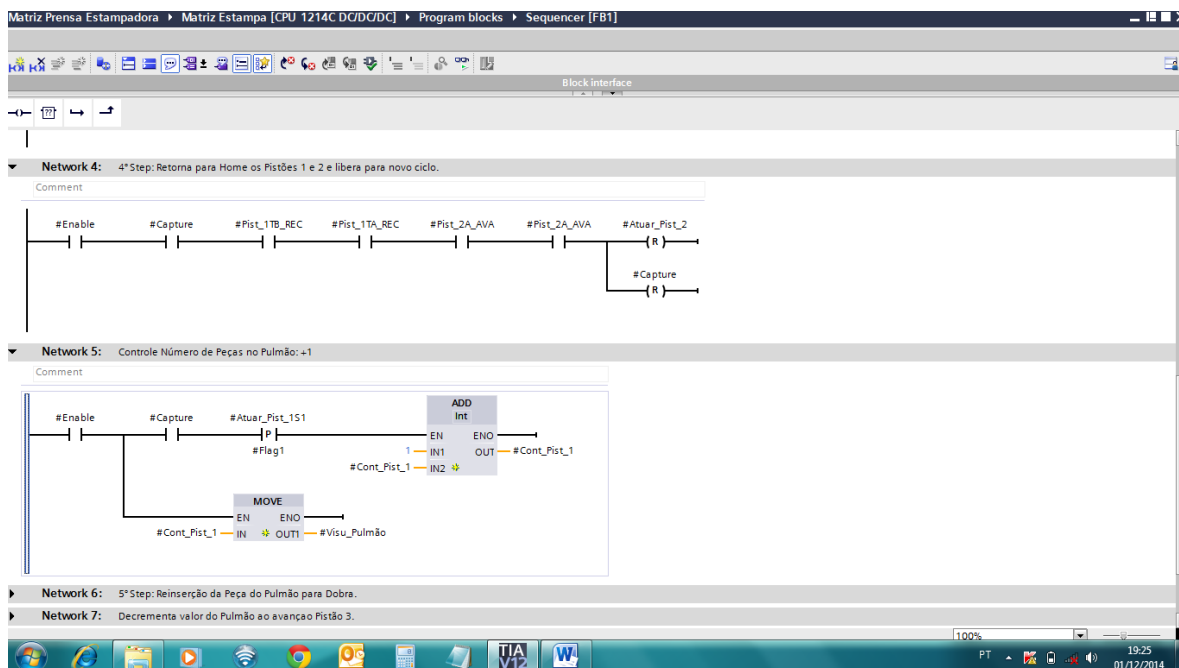 Matriz Prensa Estampadora ▸ Matriz Estampa [CPU 1214C DC/DC/DC] ▸ Program blocks ▸ Sequencer [FB1]
Block interface
Network 4: 4°Step: Retorna para Home os Pistões 1 e 2 e libera para novo ciclo.
Comment
#Enable #Capture #Pist_1TB_REC #Pist_1TA_REC #Pist_2A_AVA #Pist_2A_AVA #Atuar_Pist_2
R
#Capture
R
Network 5: Controle Número de Peças no Pulmão: +1
Comment
ADD
Int
#Enable #Capture #Atuar_Pist_1S1
P
EN ENO
#Flag1
1 IN1 OUT #Cont_Pist_1
#Cont_Pist_1 IN2
MOVE
EN ENO
#Cont_Pist_1 IN OUT1 #Visu_Pulmão
Network 6: 5°Step: Reinserção da Peça do Pulmão para Dobra.
Network 7: Decrementa valor do Pulmão ao avançao Pistão 3.
100%
TIA
V12
W
PT
19:25
01/12/2014